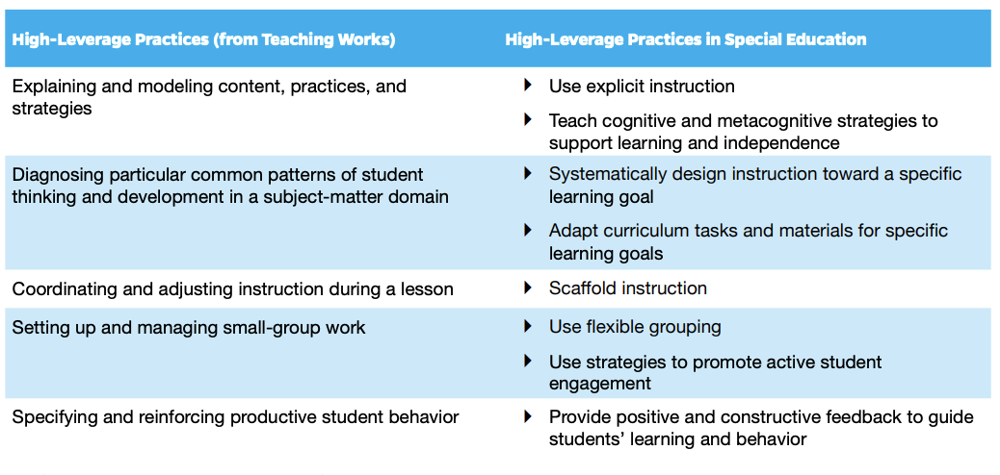 High-Leverage Practices (from Teaching Works)
High-Leverage Practices in Special Education
Explaining and modeling content, practices, and
strategies
Use explicit instruction
Teach cognitive and metacognitive strategies to
support learning and independence
Diagnosing particular common patterns of student
thinking and development in a subject-matter domain
Systematically design instruction toward a specific
learning goal
Adapt curriculum tasks and materials for specific
learning goals
Coordinating and adjusting instruction during a lesson
Scaffold instruction
Setting up and managing small-group work
Use flexible grouping
Use strategies to promote active student
engagement
Specifying and reinforcing productive student behavior
Provide positive and constructive feedback to guide
students’ learning and behavior